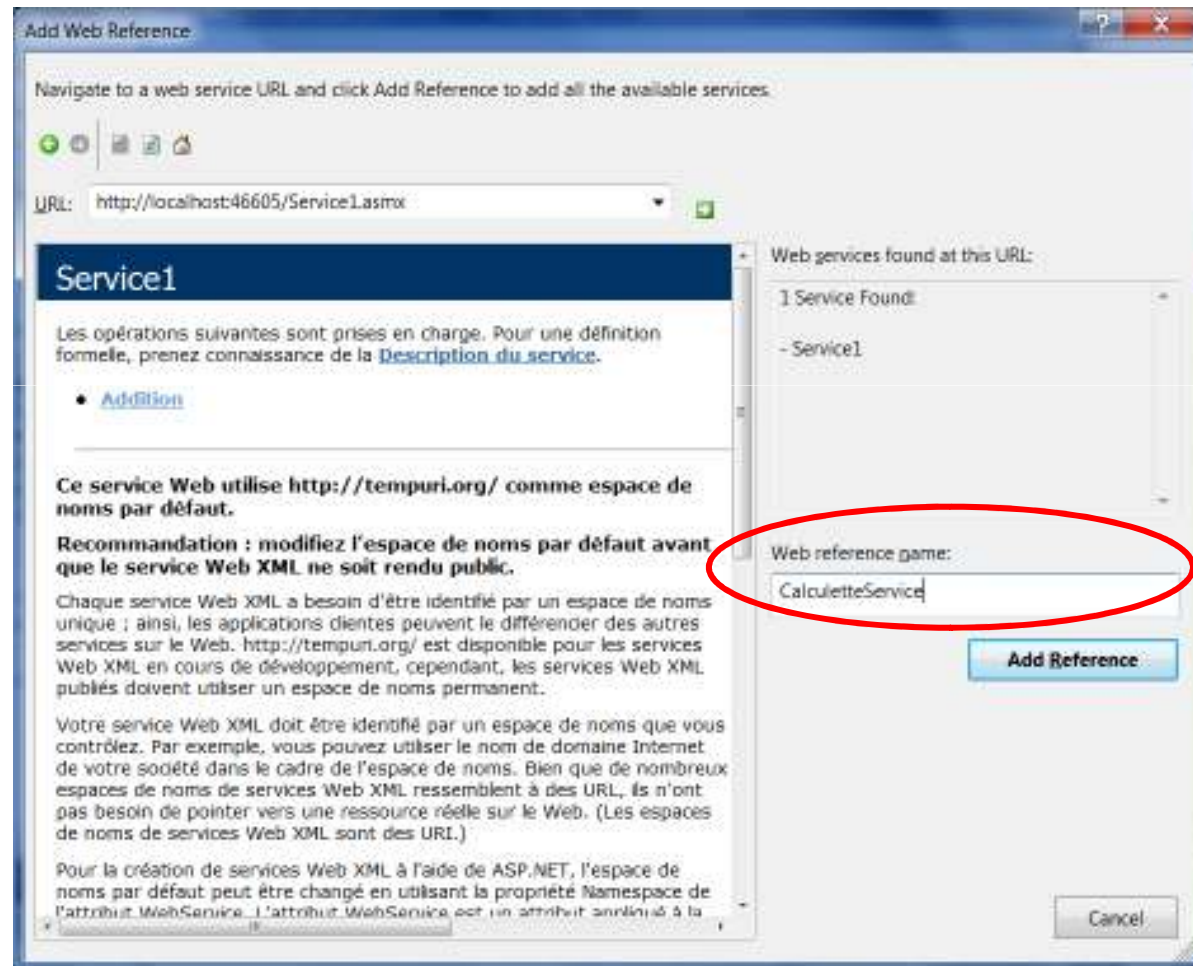 Add Web Reference
Navigate to a web service URL and click Add Reference to add all the available services.
URL: http://localhost:46605/Service1.asmx
Service1
Les opérations suivantes sont prises en charge. Pour une définition
formelle, prenez connaissance de la Description du service.
• Addition
Ce service Web utilise http://tempuri.org/ comme espace de
noms par défaut.
Recommandation : modifiez l'espace de noms par défaut avant
que le service Web XML ne soit rendu public.
Chaque service Web XML a besoin d'être identifié par un espace de noms
unique ; ainsi, les applications clientes peuvent le différencier des autres
services sur le Web. http://tempuri.org/ est disponible pour les services
Web XML en cours de développement, cependant, les services Web XML
publiés doivent utiliser un espace de noms permanent.
Votre service Web XML doit être identifié par un espace de noms que vous
contrôlez. Par exemple, vous pouvez utiliser le nom de domaine Internet
de votre société dans le cadre de l'espace de noms. Bien que de nombreux
espaces de noms de services Web XML ressemblent à des URL, ils n'ont
pas besoin de pointer vers une ressource réelle sur le Web. (Les espaces
de noms de services Web XML sont des URI.)
Pour la création de services Web XML à l'aide de ASP.NET, l'espace de
noms par défaut peut être changé en utilisant la propriété Namespace de
l'attribut WebService. L'attribut WebService est un attribut appliqué à la
Web services found at this URL:
1 Service Found:
- Service1
Web reference name:
CalculetteService
Add Reference
Cancel